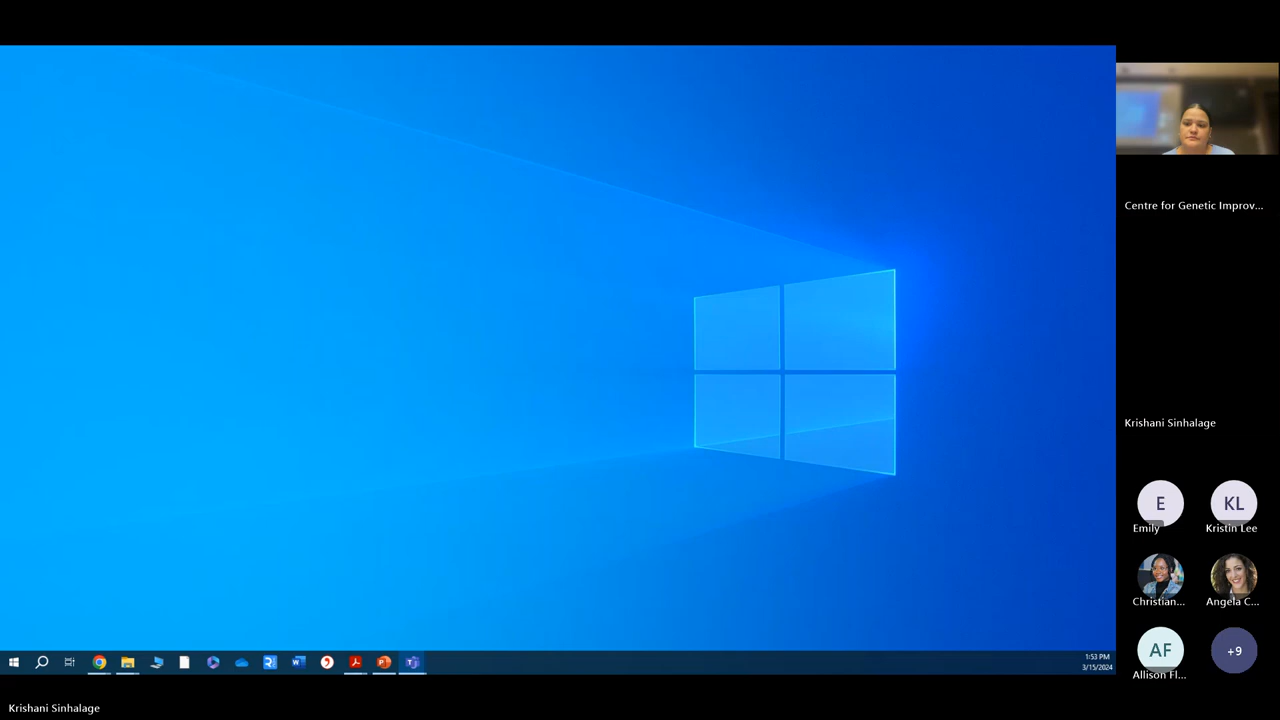 Centre for Genetic Improv...
Krishani Sinhalage
E
KL
Emily
Kristin Lee
Christian...
Angela C...
AF
+9
Allison Fl...
1:53 PM
3/15/2024
Krishani Sinhalage